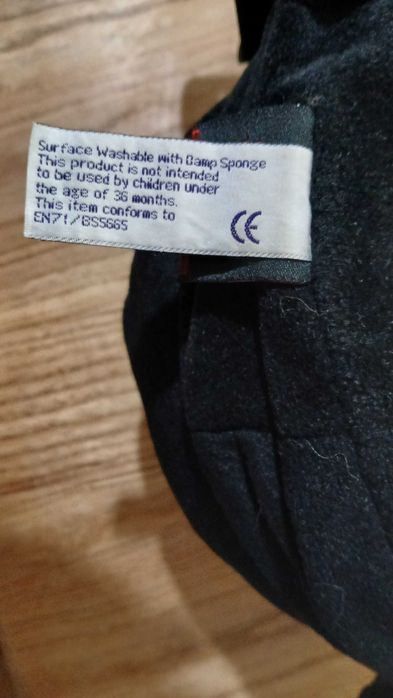 Surface Washable with Damp Sponge
This product is not intended
to be used by children under
the age of 36 months.
This item conforms to
EN71/BS5665
CE